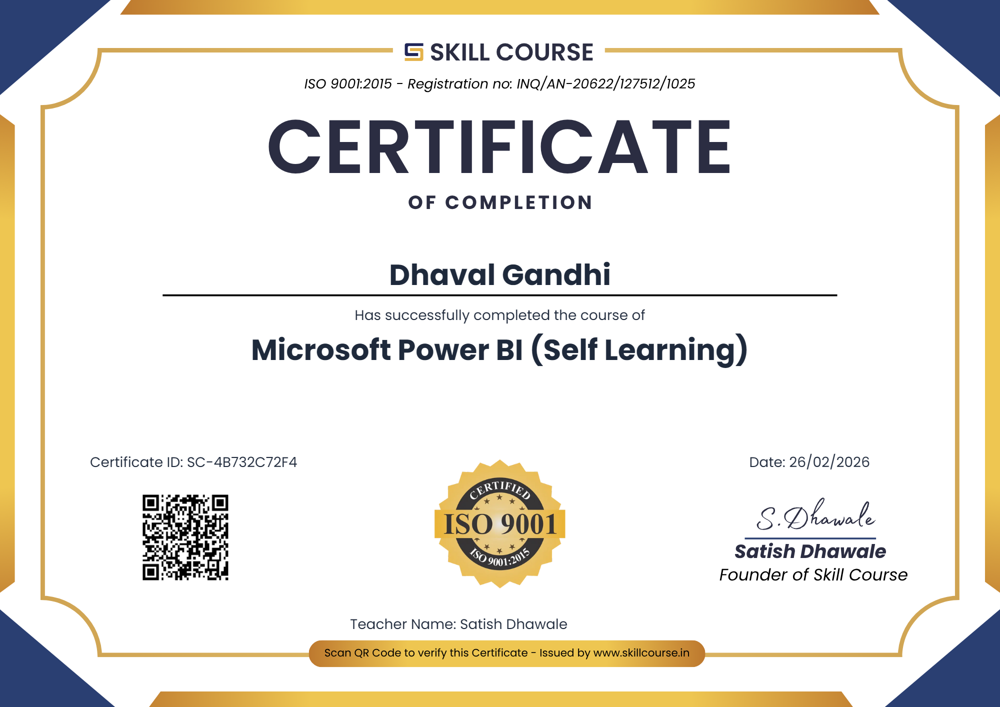 SKILL COURSE
ISO 9001:2015 - Registration no: INQ/AN-20622/127512/1025
CERTIFICATE
OF COMPLETION
Dhaval Gandhi
Has successfully completed the course of
Microsoft Power BI (Self Learning)
Certificate ID: SC-4B732C72F4
Date: 26/02/2026
CERTIFIED
ISO 9001
ISO 9001:2015
S. Dhawale
Satish Dhawale
Founder of Skill Course
Teacher Name: Satish Dhawale
Scan QR Code to verify this Certificate - Issued by www.skillcourse.in